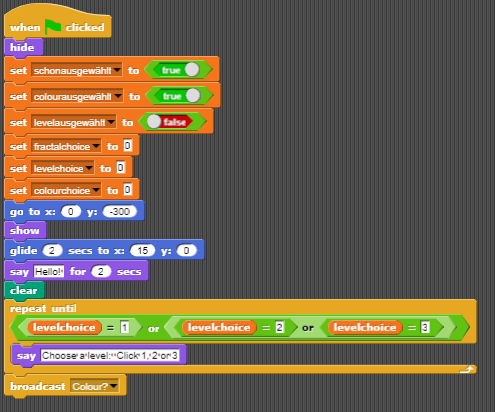 when clicked
hide
set schonausgewählt to true
set colourausgewählt to true
set levelausgewählt to false
set fractalchoice to 0
set levelchoice to 0
set colourchoice to 0
go to x: 0 y: -300
show
glide 2 secs to x: 15 y: 0
say Hello! for 2 secs
clear
repeat until
levelchoice = 1 or levelchoice = 2 or levelchoice = 3
say Choose a level: Click 1, 2 or 3
broadcast Colour?